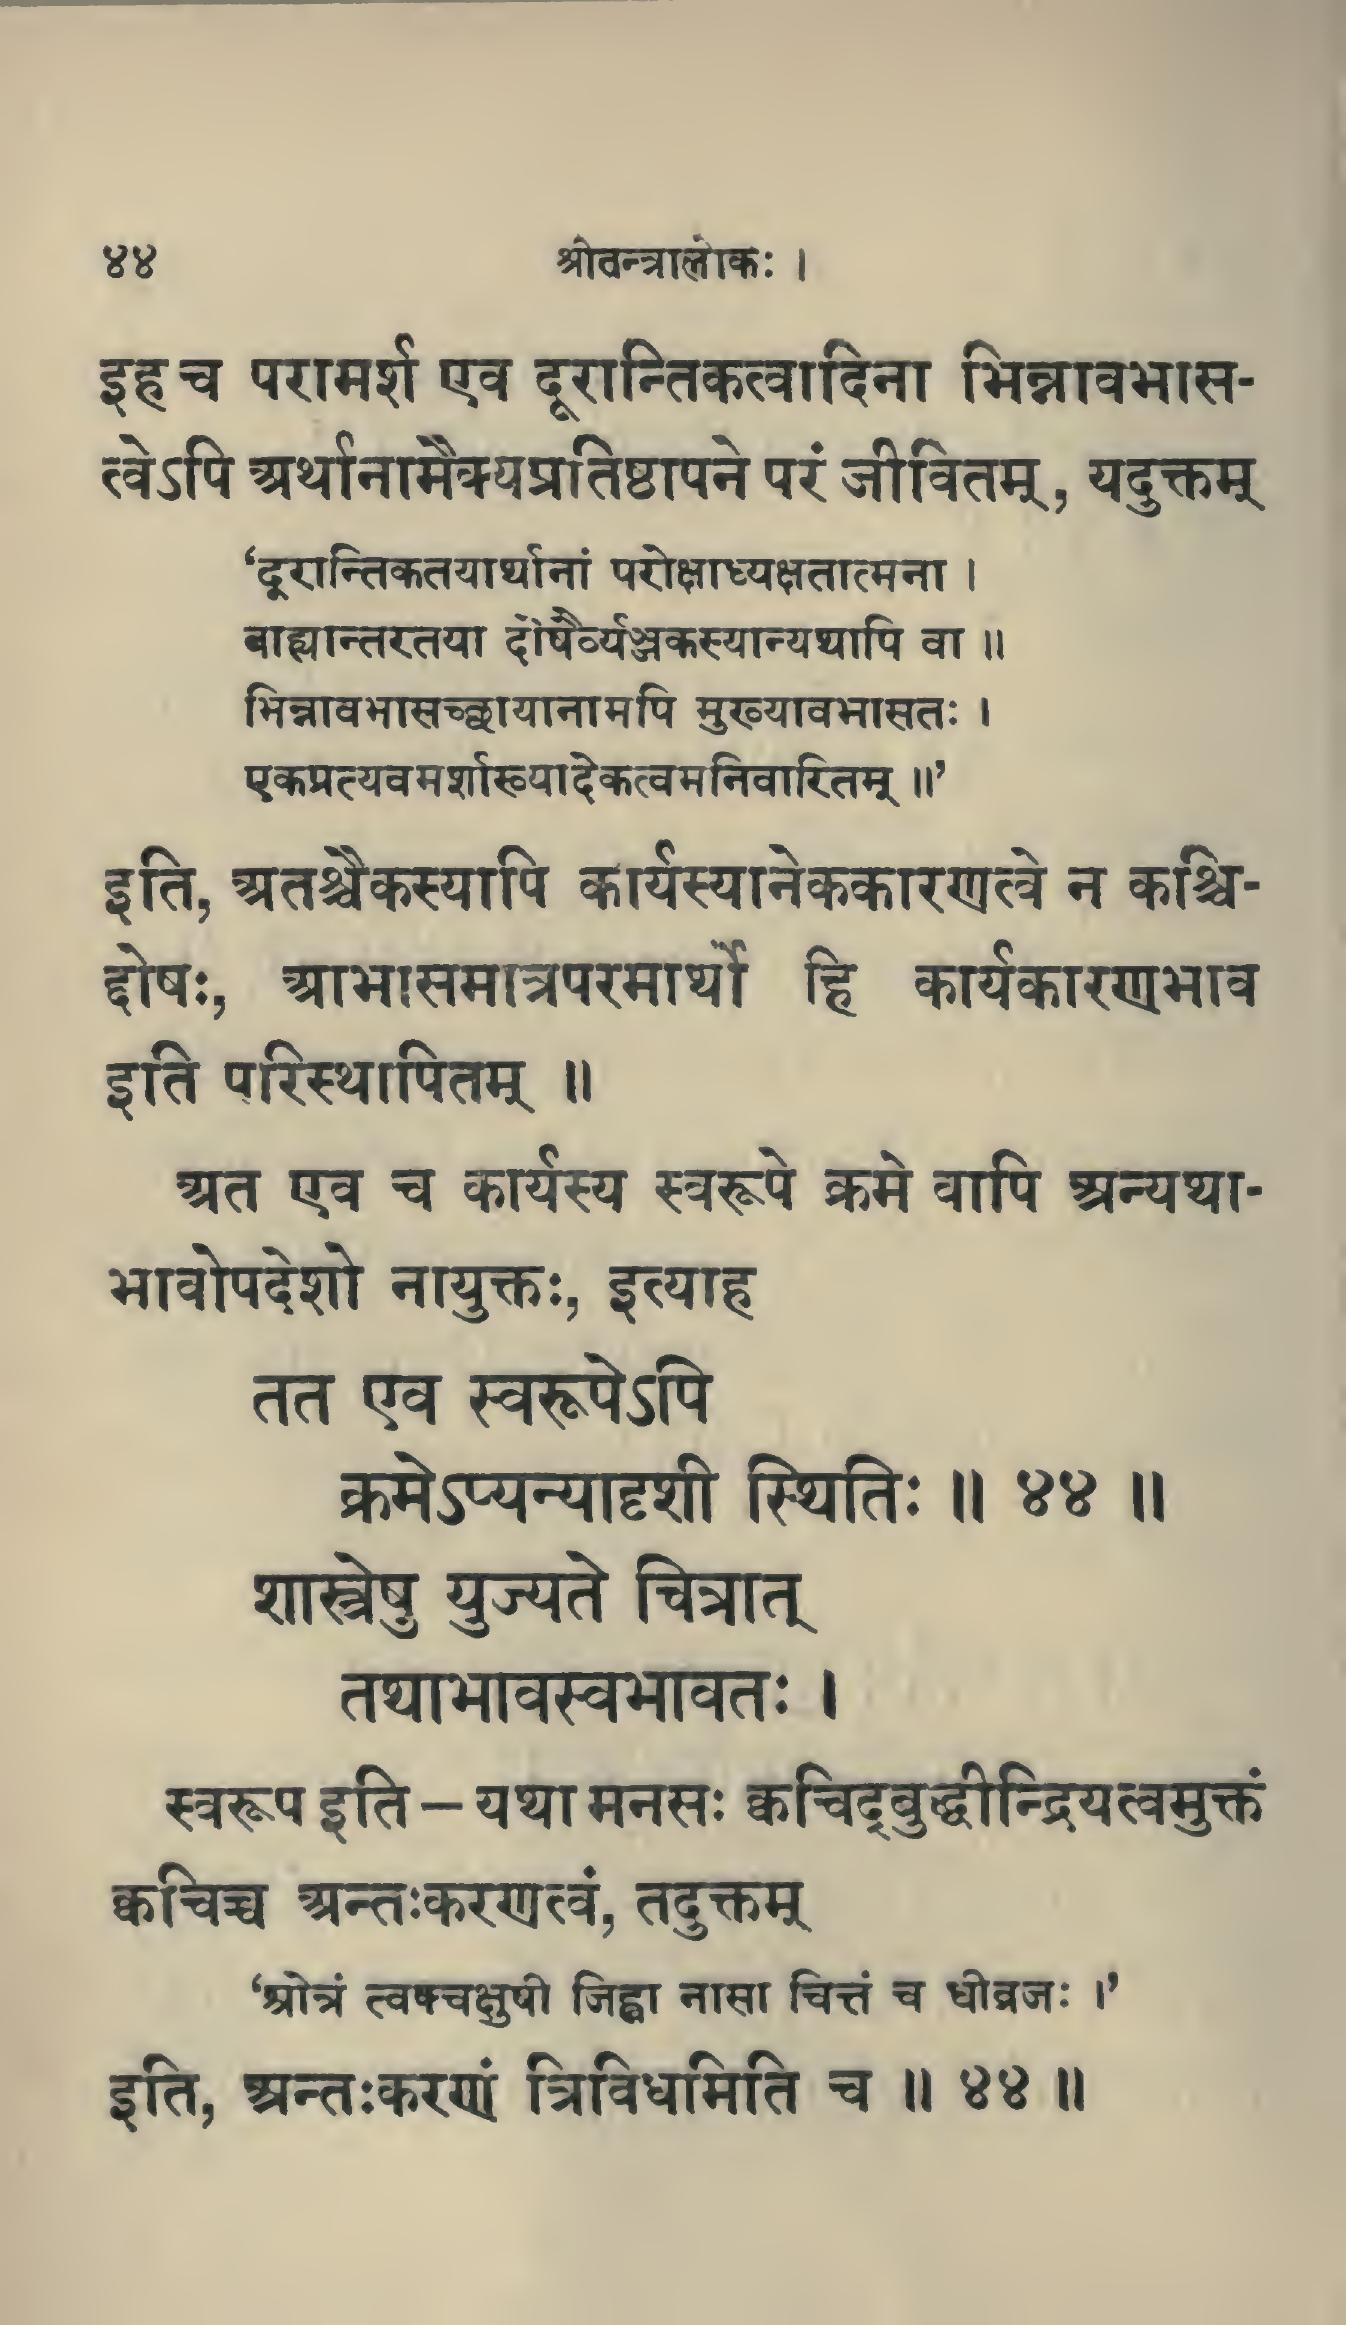 ४४ श्रीतन्त्रालोकः ।
इह च परामर्श एव दूरान्तिकत्वादिना भिन्नावभास-
त्वेऽपि अर्थानामैक्यप्रतिष्ठापने परं जीवितम्, यदुक्तम्
‘दूरान्तिकतयार्थानां परोक्षाध्यक्षतात्मना ।
बाह्यान्तरतया दोषैर्व्यञ्जकस्यान्यथापि वा ॥
भिन्नावभासच्छायानामपि मुख्यावभासतः ।
एकप्रत्यवमर्शाख्यादेकत्वमनिवारितम् ॥’
इति, अतश्चैकस्यापि कार्यस्यानेककारणत्वे न कश्चि-
द्दोषः, आभासमात्रपरमार्थो हि कार्यकारणभाव
इति परिस्थापितम् ॥
अत एव च कार्यस्य स्वरूपे क्रमे वापि अन्यथा-
भावोपदेशो नायुक्तः, इत्याह
तत एव स्वरूपेऽपि
क्रमेऽप्यन्यादृशी स्थितिः ॥ ४४ ॥
शास्त्रेषु युज्यते चित्रात्
तथाभावस्वभावतः ।
स्वरूप इति – यथा मनसः क्वचिद्बुद्धीन्द्रियत्वमुक्तं
क्वचिच्च अन्तःकरणत्वं, तदुक्तम्
‘श्रोत्रं त्वक्चक्षुषी जिह्वा नासा चित्तं च धीव्रजः ।’
इति, अन्तःकरणं त्रिविधमिति च ॥ ४४ ॥